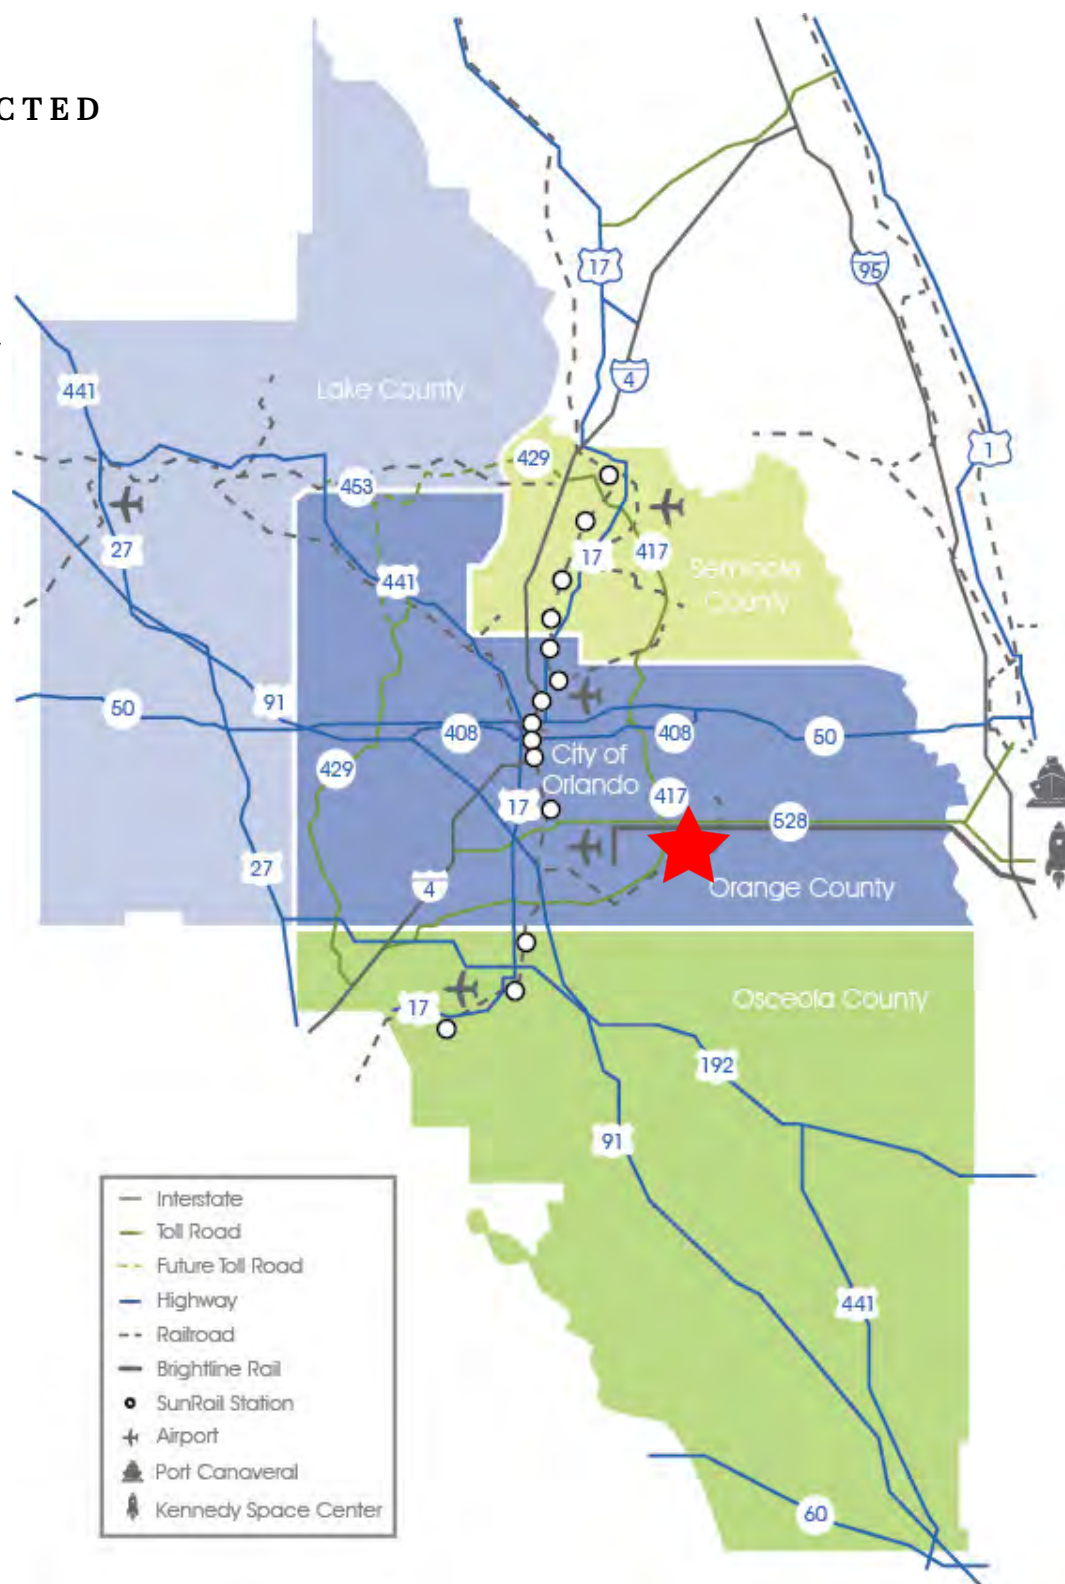 CTED
17
95
4
Lake County
441
1
429
453
27
17
417
441
Seminole
County
91
50
408
408
50
City of
Orlando
429
17
417
528
27
4
Orange County
Osceola County
17
192
91
441
60
Interstate
Toll Road
Future Toll Road
Highway
Railroad
Brightline Rail
SunRail Station
Airport
Port Canaveral
Kennedy Space Center